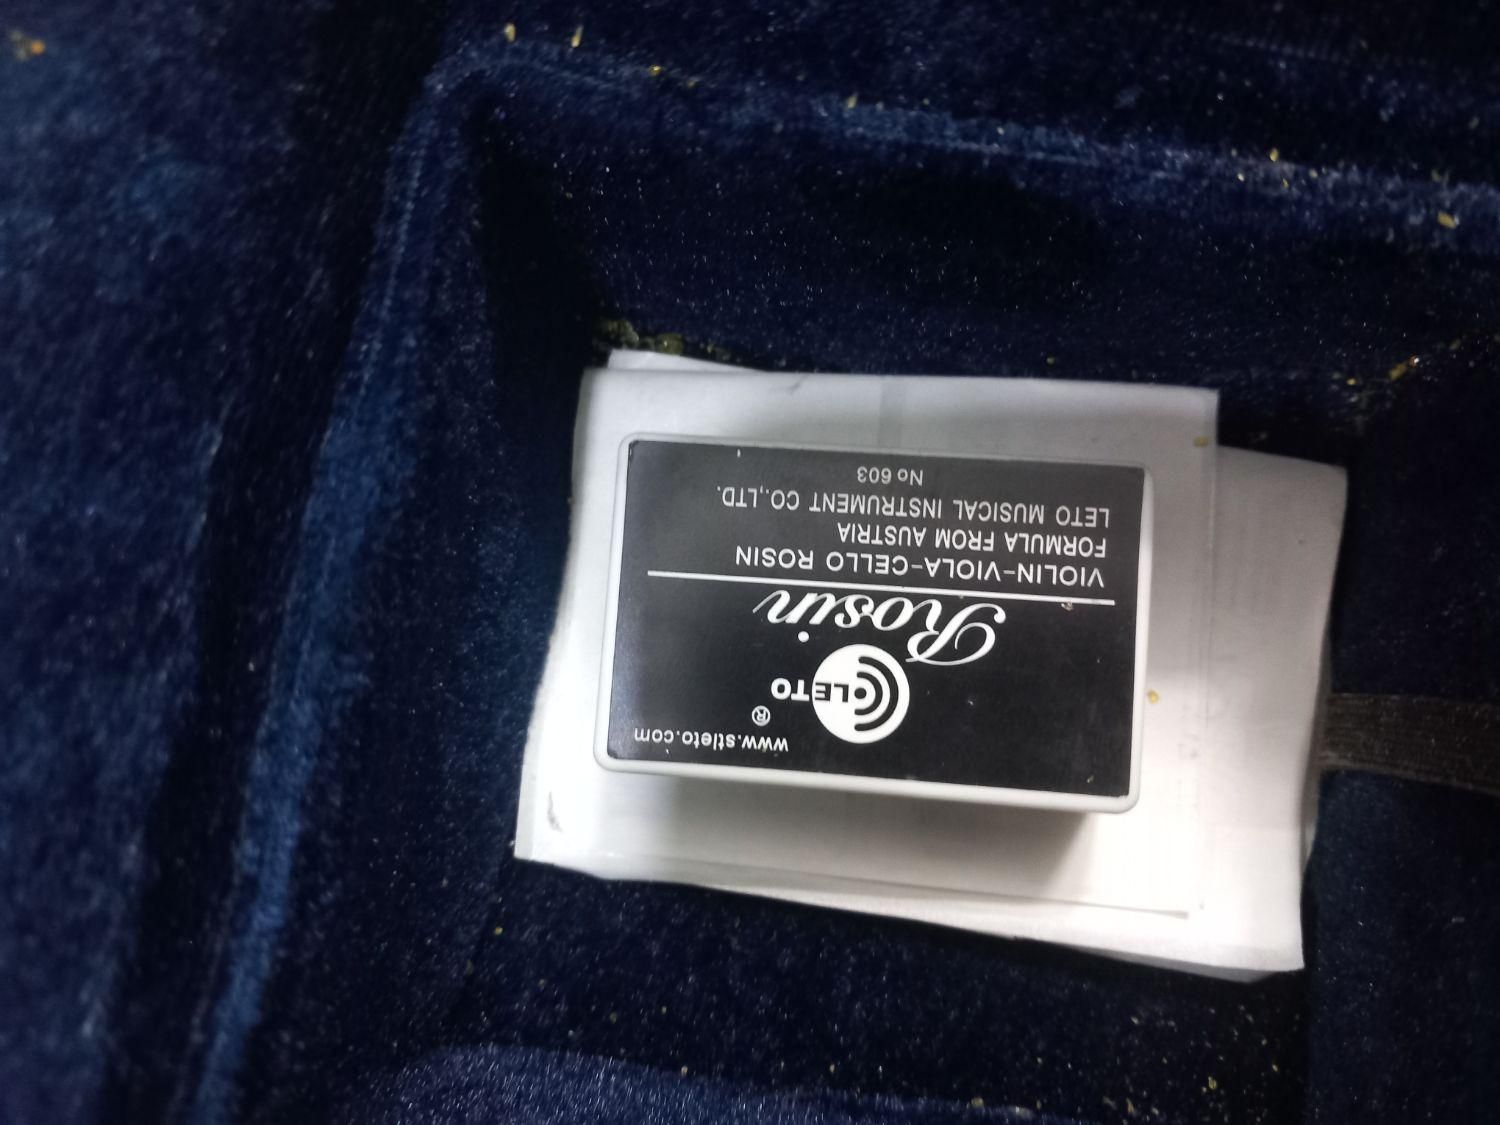 www.stleto.com
®
LETO
Rosin
VIOLIN-VIOLA-CELLO ROSIN
FORMULA FROM AUSTRIA
LETO MUSICAL INSTRUMENT CO.,LTD.
No 603